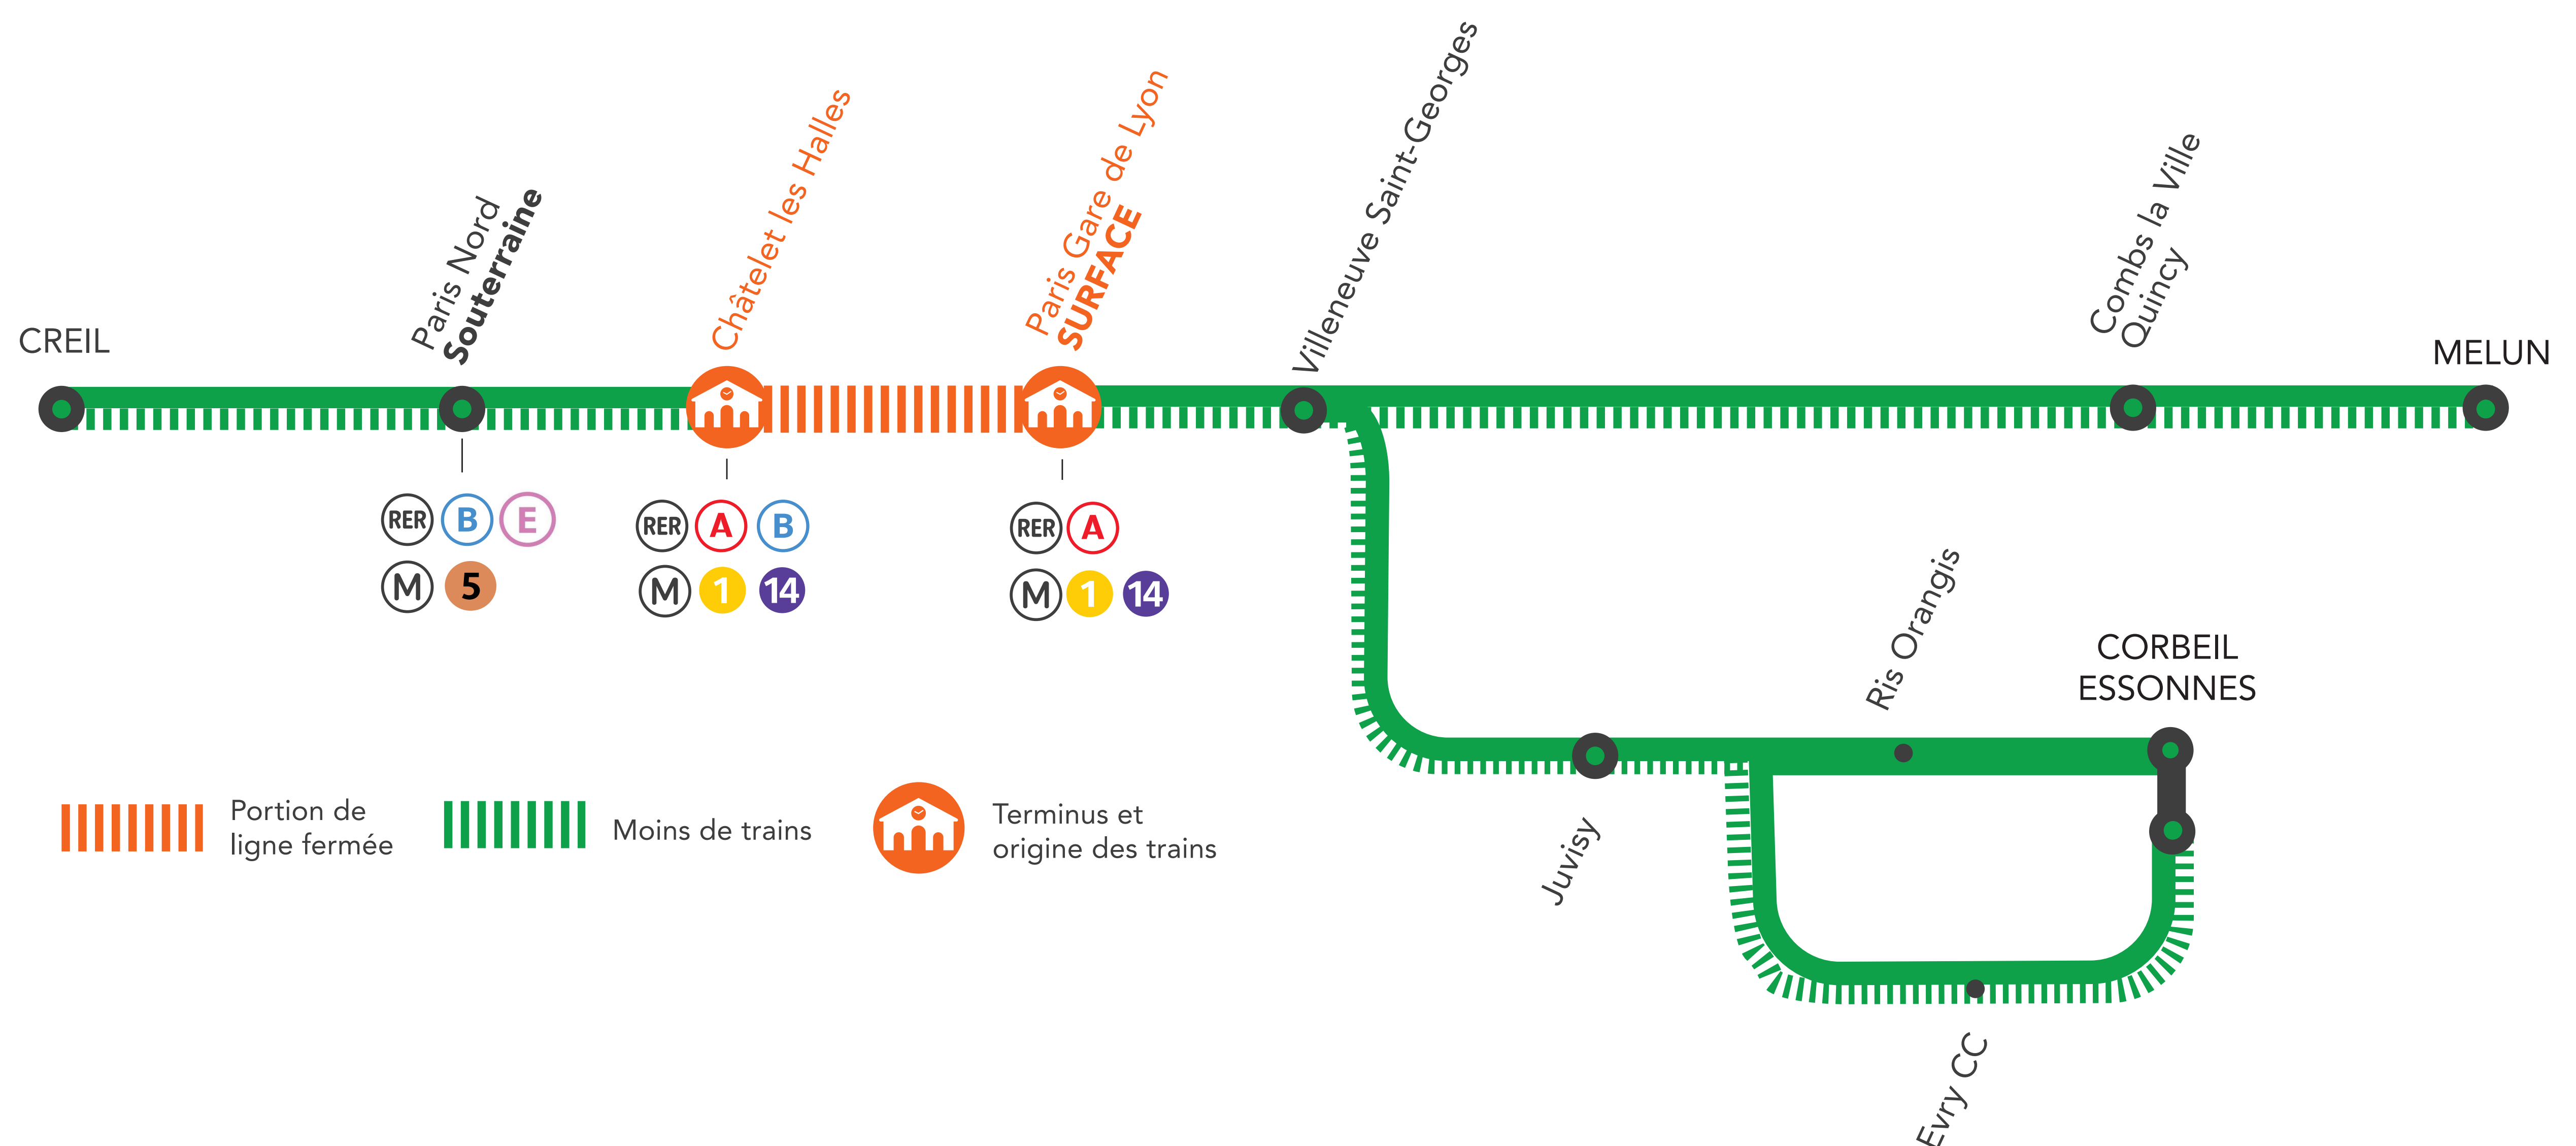 CREIL
Paris Nord
Souterraine
Châtelet les Halles
Paris Gare de Lyon
SURFACE
Villeneuve Saint-Georges
Combs la Ville
Quincy
MELUN
RER B E
M 5
RER A B
M 1 14
RER A
M 1 14
Ris Orangis
CORBEIL
ESSONNES
Juvisy
Evry CC
Portion de
ligne fermée
Moins de trains
Terminus et
origine des trains